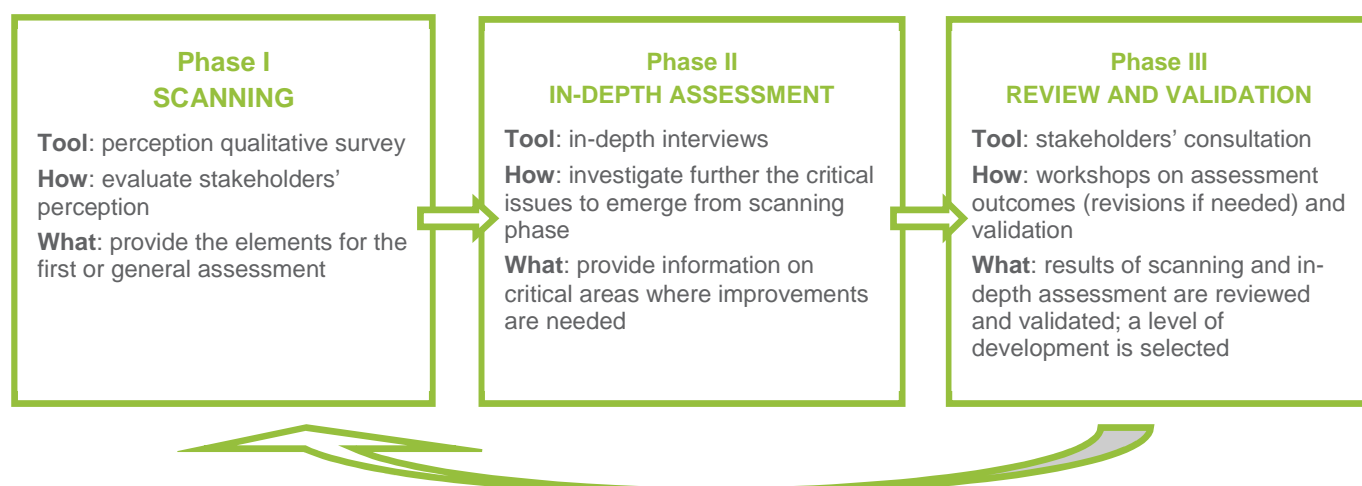 Phase I
SCANNING
Tool: perception qualitative survey
How: evaluate stakeholders’
perception
What: provide the elements for the
first or general assessment
Phase II
IN-DEPTH ASSESSMENT
Tool: in-depth interviews
How: investigate further the critical
issues to emerge from scanning
phase
What: provide information on
critical areas where improvements
are needed
Phase III
REVIEW AND VALIDATION
Tool: stakeholders’ consultation
How: workshops on assessment
outcomes (revisions if needed) and
validation
What: results of scanning and in-
depth assessment are reviewed
and validated; a level of
development is selected